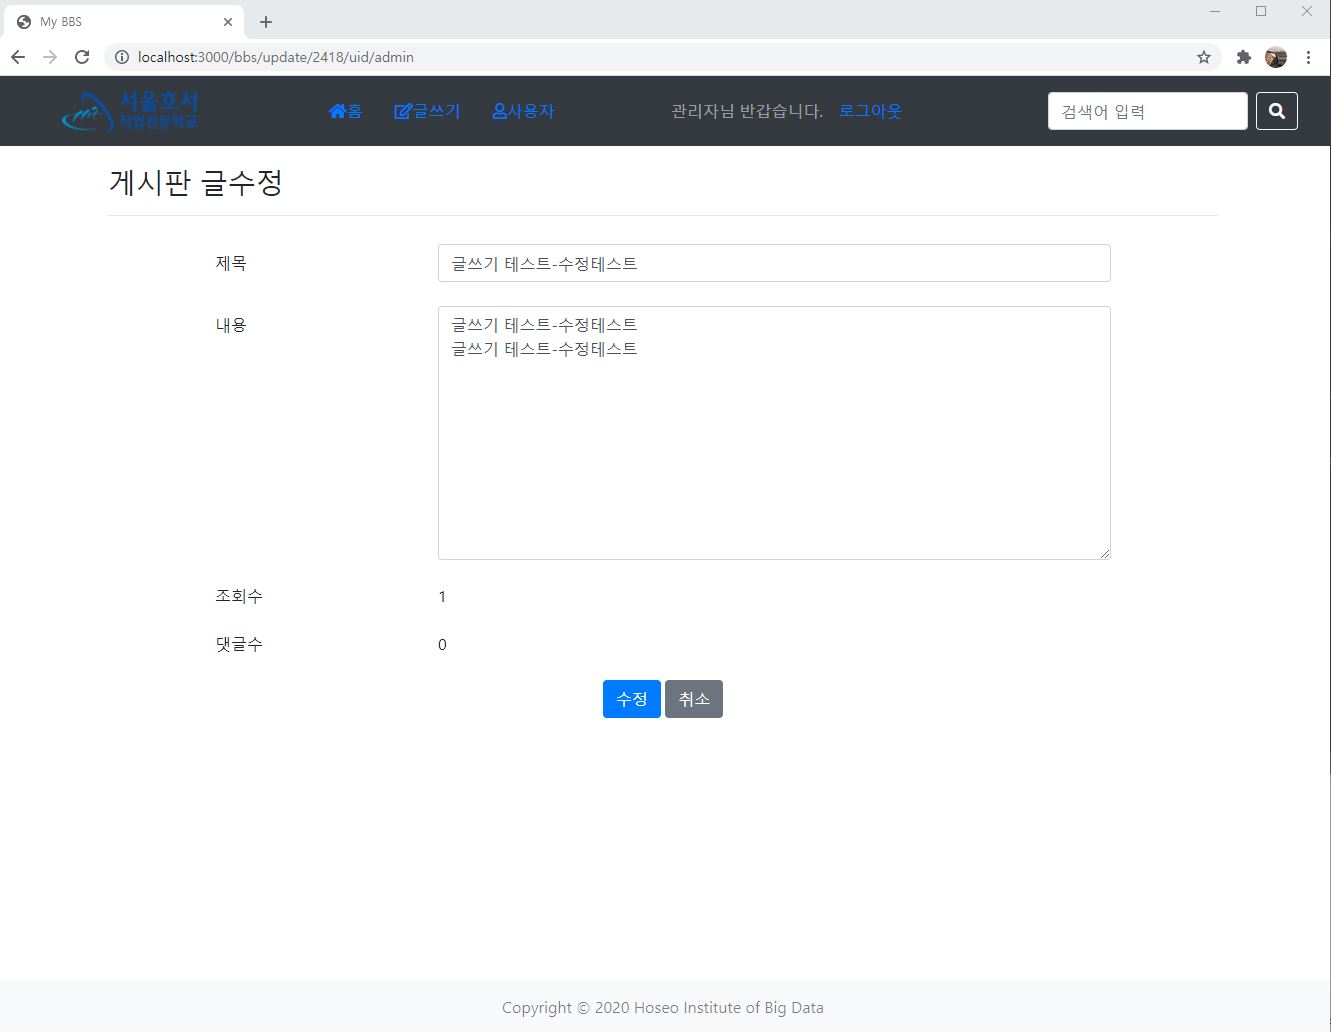 My BBS
localhost:3000/bbs/update/2418/uid/admin
서울호서
직업전문학교
홈 글쓰기 사용자 관리자님 반갑습니다. 로그아웃 검색어 입력
게시판 글수정
제목 글쓰기 테스트-수정테스트
내용 글쓰기 테스트-수정테스트
글쓰기 테스트-수정테스트
조회수 1
댓글수 0
수정 취소
Copyright © 2020 Hoseo Institute of Big Data